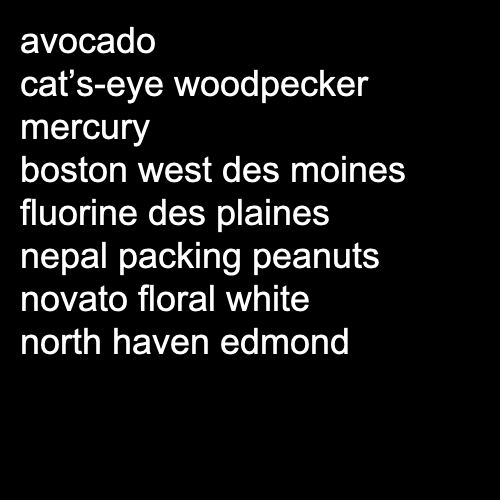 avocado
cat’s-eye woodpecker
mercury
boston west des moines
fluorine des plaines
nepal packing peanuts
novato floral white
north haven edmond